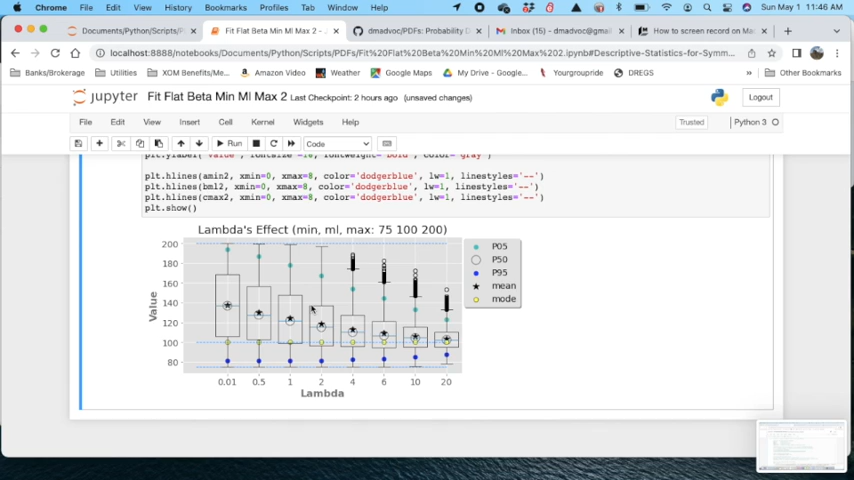 Chrome File Edit View History Bookmarks Profiles Tab Window Help Sun May 1 11:46 AM
Documents/Python/Scripts/P Fit Flat Beta Min Ml Max 2 - dmadvoc/PDFs: Probability D Inbox (15) - dmadvoc@gmail How to screen record on Mac
localhost:8888/notebooks/Documents/Python/Scripts/PDFs/Fit%20Flat%20Beta%20Min%20Ml%20Max%202.ipynb#Descriptive-Statistics-for-Symm...
Banks/Brokerage Utilities XOM Benefits/Me... Amazon Video Weather Google Maps My Drive - Google... Yourgroupride DREGS » Other Bookmarks
jupyter Fit Flat Beta Min Ml Max 2 Last Checkpoint: 2 hours ago (unsaved changes) Logout
File Edit View Insert Cell Kernel Widgets Help Trusted Python 3
Run Code
plt.hlines(amin2, xmin=0, xmax=8, color='dodgerblue', lw=1, linestyles='--')
plt.hlines(bml2, xmin=0, xmax=8, color='dodgerblue', lw=1, linestyles='--')
plt.hlines(cmax2, xmin=0, xmax=8, color='dodgerblue', lw=1, linestyles='--')
plt.show()
Lambda's Effect (min, ml, max: 75 100 200)
200
180
160
140
120
100
80
Value
0.01 0.5 1 2 4 6 10 20
Lambda
P05
P50
P95
mean
mode